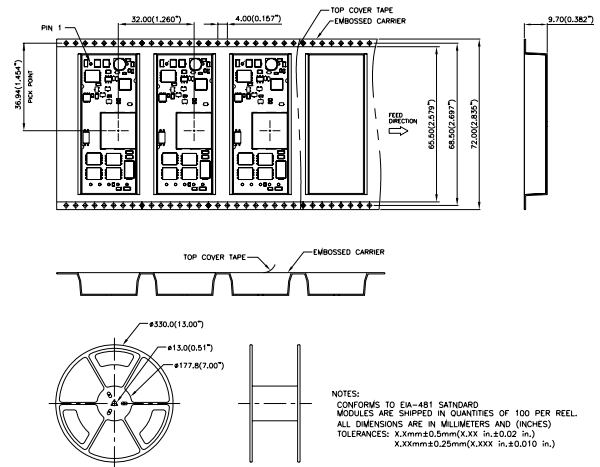 TOP COVER TAPE
EMBOSSED CARRIER
32.00(1.260")
4.00(0.157")
9.70(0.382")
PIN 1
36.94(1.454")
PICK POINT
FEED
DIRECTION
65.50(2.579")
68.50(2.697")
72.00(2.835")
TOP COVER TAPE
EMBOSSED CARRIER
ø330.0(13.00")
ø13.0(0.51")
ø177.8(7.00")
NOTES:
CONFORMS TO EIA-481 SATNDARD
MODULES ARE SHIPPED IN QUANTITIES OF 100 PER REEL.
ALL DIMENSIONS ARE IN MILLIMETERS AND (INCHES)
TOLERANCES: X.Xmm±0.5mm(X.XX in.±0.02 in.)
X.XXmm±0.25mm(X.XXX in.±0.010 in.)